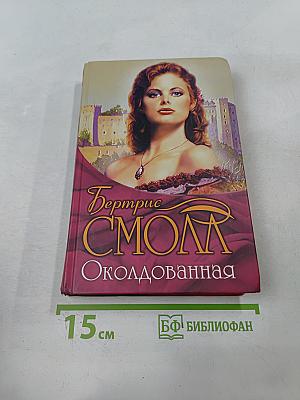 Бертрис
СМОЛЛ
Околдованная
15 см
БФ БИБЛИОФАН